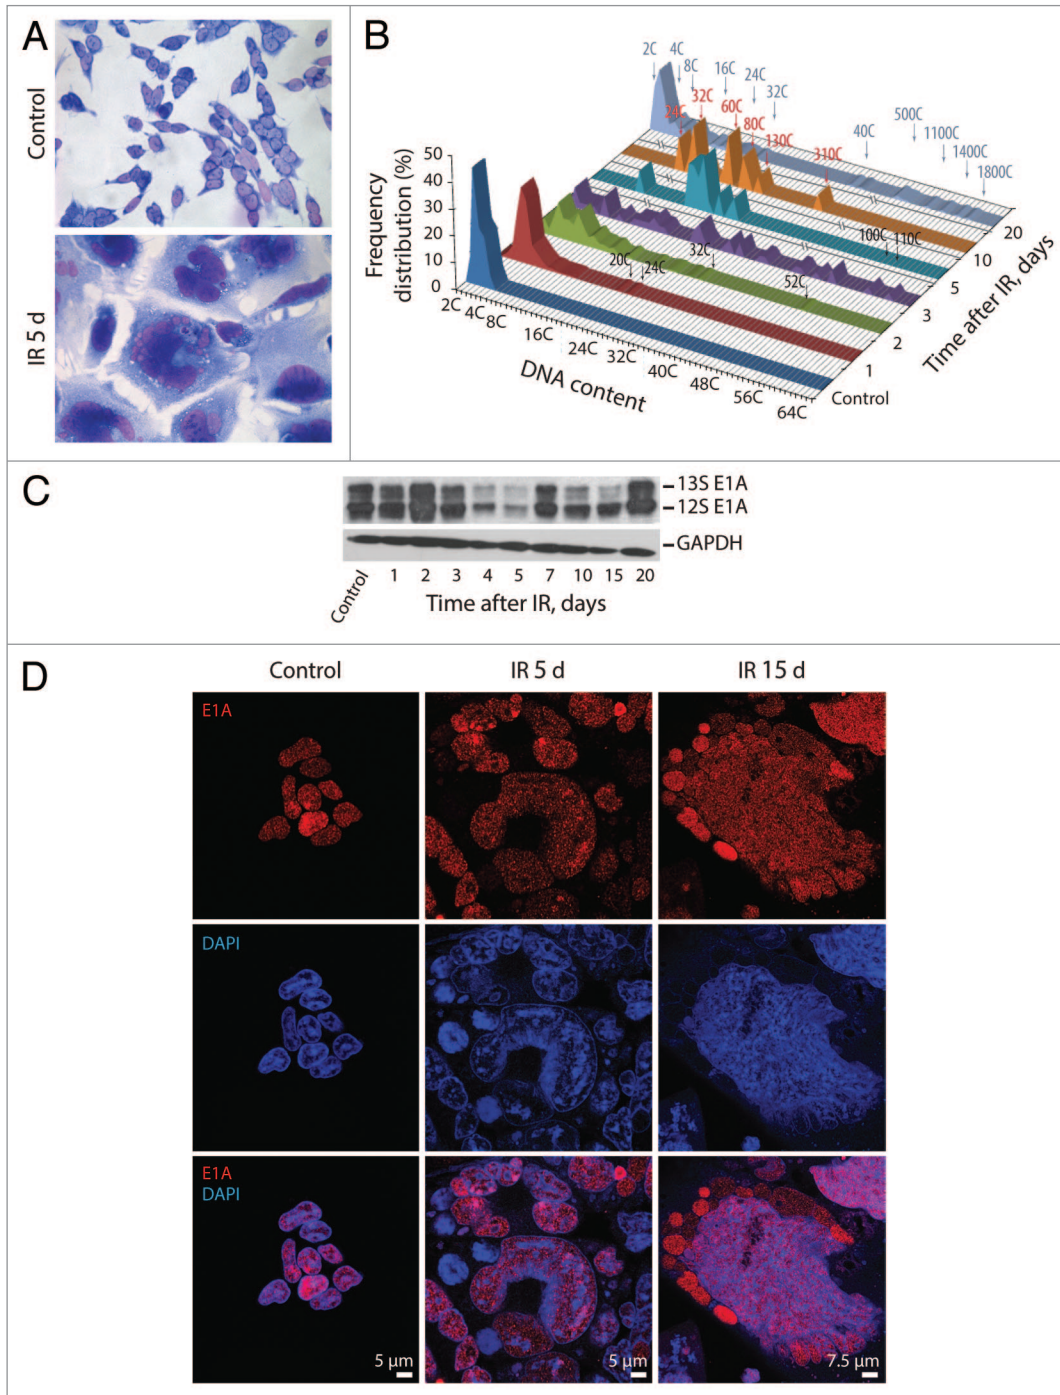 A
Control
IR 5 d
B
Frequency
distribution (%)
50
40
30
20
10
0
2C
4C
8C
16C
24C
32C
40C
48C
56C
64C
DNA content
Control
1
2
3
5
10
20
Time after IR, days
2C
4C
8C
16C
24C
32C
40C
500C
1100C
1400C
1800C
24C
32C
60C
80C
130C
310C
100C
110C
32C
52C
20C
24C
C
13S E1A
12S E1A
GAPDH
Control 1 2 3 4 5 7 10 15 20
Time after IR, days
D
Control IR 5 d IR 15 d
E1A
DAPI
E1A
DAPI
5 µm 5 µm 7.5 µm